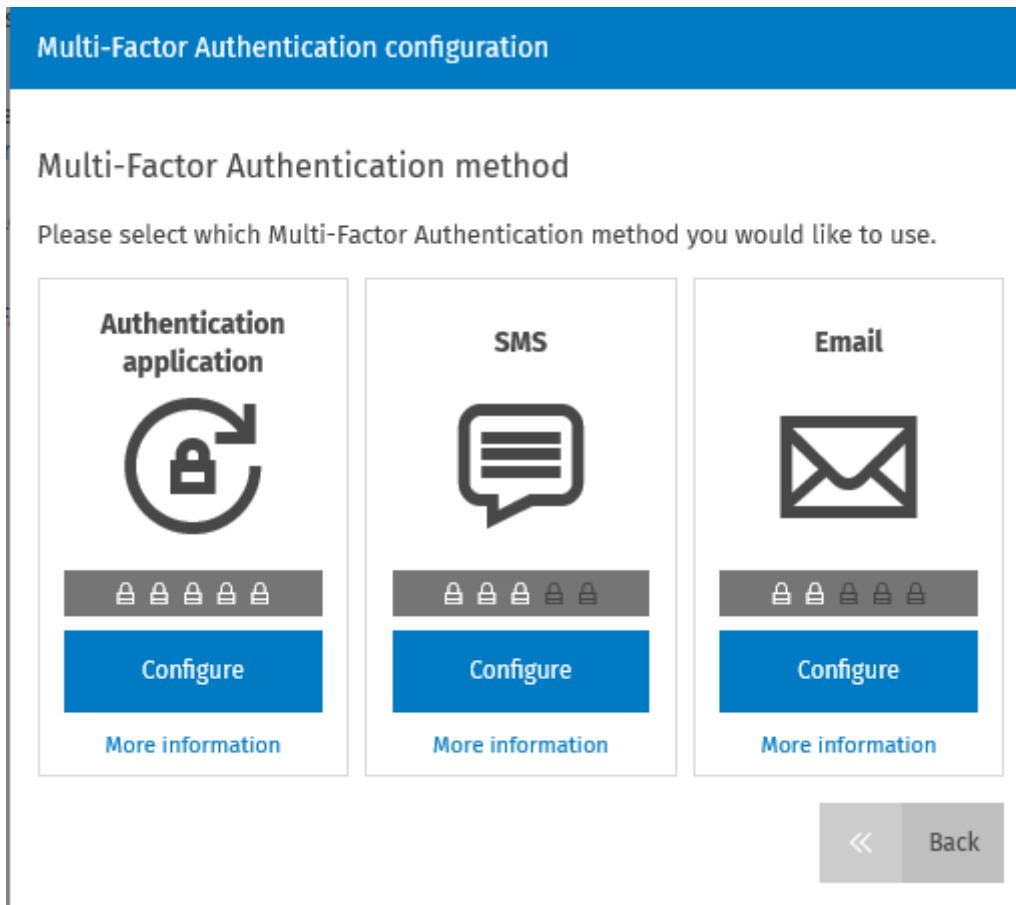 Multi-Factor Authentication configuration
Multi-Factor Authentication method
Please select which Multi-Factor Authentication method you would like to use.
Authentication
application
SMS
Email
Configure
Configure
Configure
More information
More information
More information
Back